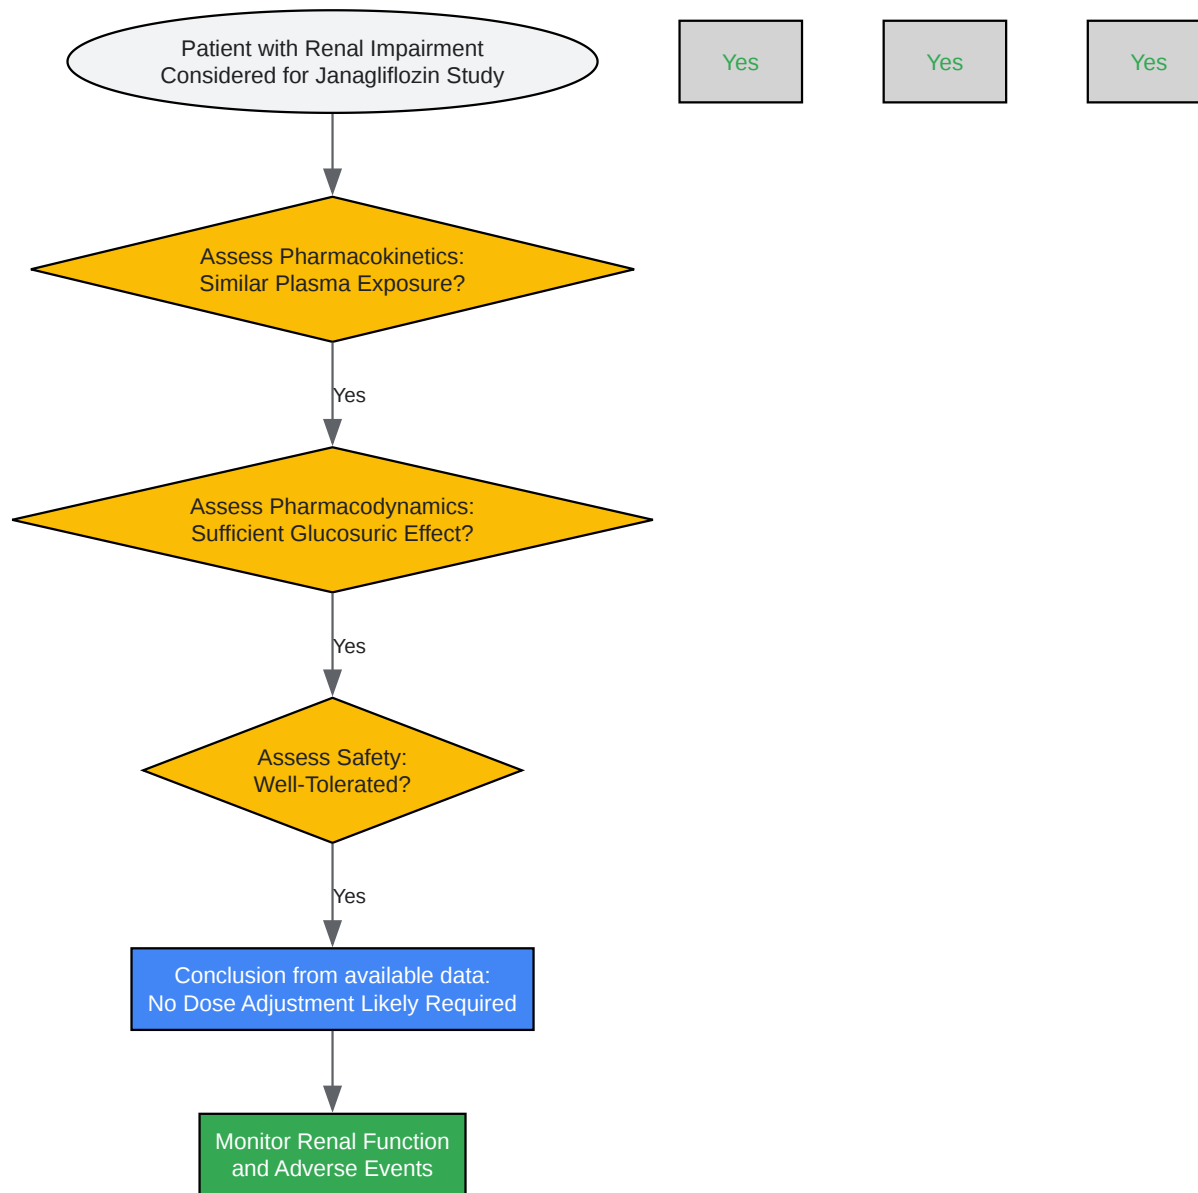 Patient with Renal Impairment
Considered for Janagliflozin Study
Yes
Yes
Yes
Assess Pharmacokinetics:
Similar Plasma Exposure?
Yes
Assess Pharmacodynamics:
Sufficient Glucosuric Effect?
Yes
Assess Safety:
Well-Tolerated?
Yes
Conclusion from available data:
No Dose Adjustment Likely Required
Monitor Renal Function
and Adverse Events